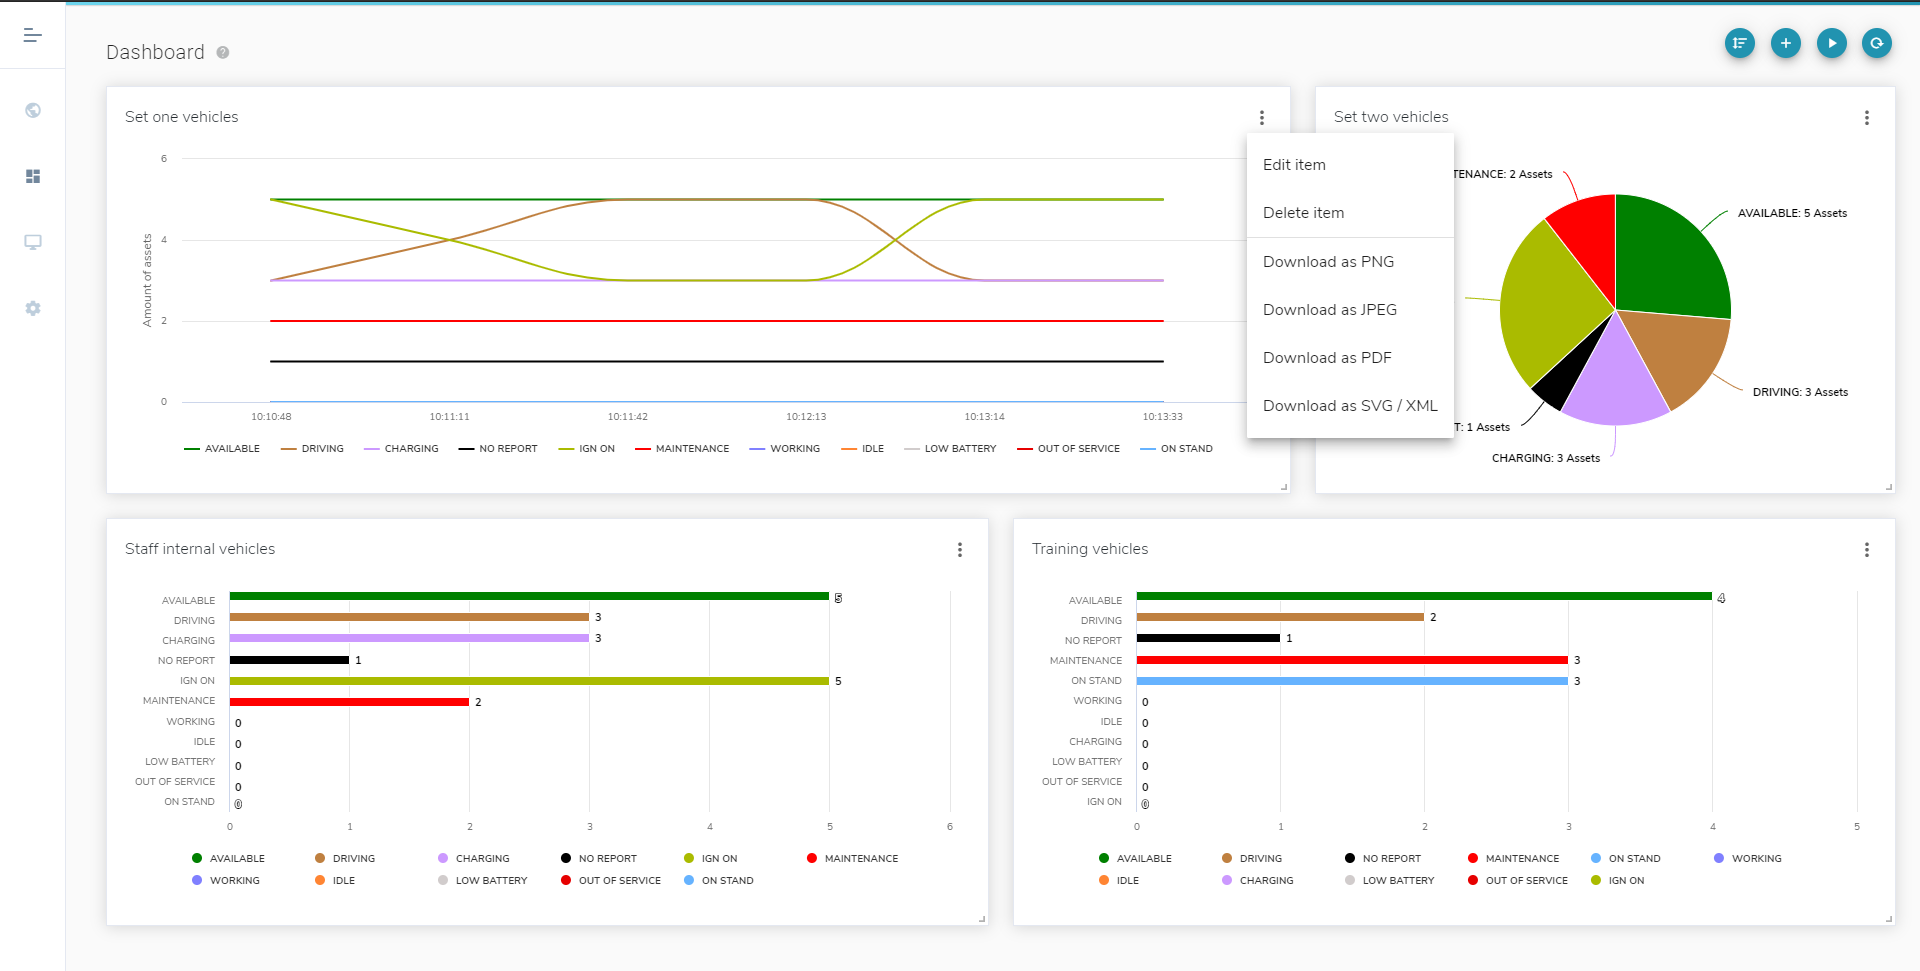 Dashboard
Set one vehicles
6
4
2
0
Amount of assets
10:10:48 10:11:11 10:11:42 10:12:13 10:13:14 10:13:33
AVAILABLE DRIVING CHARGING NO REPORT IGN ON MAINTENANCE WORKING IDLE LOW BATTERY OUT OF SERVICE ON STAND
Edit item
Delete item
Download as PNG
Download as JPEG
Download as PDF
Download as SVG / XML
Set two vehicles
TENANCE: 2 Assets
AVAILABLE: 5 Assets
DRIVING: 3 Assets
T: 1 Assets
CHARGING: 3 Assets
Staff internal vehicles
AVAILABLE 5
DRIVING 3
CHARGING 3
NO REPORT 1
IGN ON 5
MAINTENANCE 2
WORKING 0
IDLE 0
LOW BATTERY 0
OUT OF SERVICE 0
ON STAND 0
0 1 2 3 4 5 6
AVAILABLE DRIVING CHARGING NO REPORT IGN ON MAINTENANCE
WORKING IDLE LOW BATTERY OUT OF SERVICE ON STAND
Training vehicles
AVAILABLE 4
DRIVING 2
NO REPORT 1
MAINTENANCE 3
ON STAND 3
WORKING 0
IDLE 0
CHARGING 0
LOW BATTERY 0
OUT OF SERVICE 0
IGN ON 0
0 1 2 3 4 5
AVAILABLE DRIVING NO REPORT MAINTENANCE ON STAND WORKING
IDLE CHARGING LOW BATTERY OUT OF SERVICE IGN ON